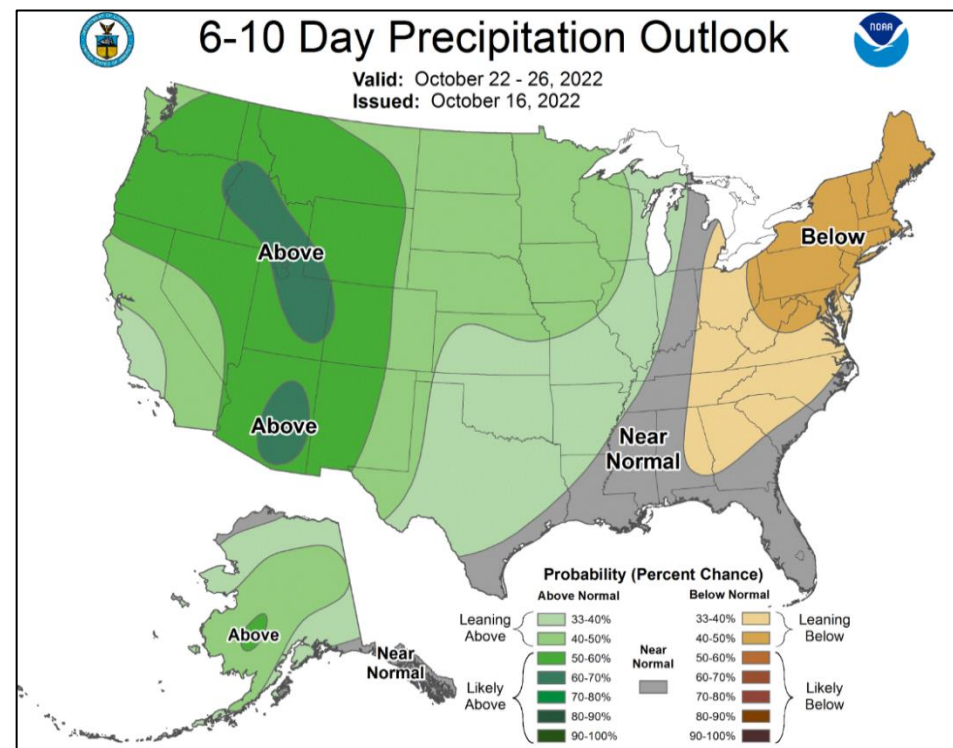 6-10 Day Precipitation Outlook
NOAA
Valid: October 22 - 26, 2022
Issued: October 16, 2022
Above
Below
Above
Near
Normal
Above
Near
Normal
Probability (Percent Chance)
Above Normal
Below Normal
Leaning
Above
33-40%
40-50%
Likely
Above
50-60%
60-70%
70-80%
80-90%
90-100%
Near
Normal
33-40%
40-50%
Leaning
Below
50-60%
60-70%
70-80%
80-90%
90-100%
Likely
Below